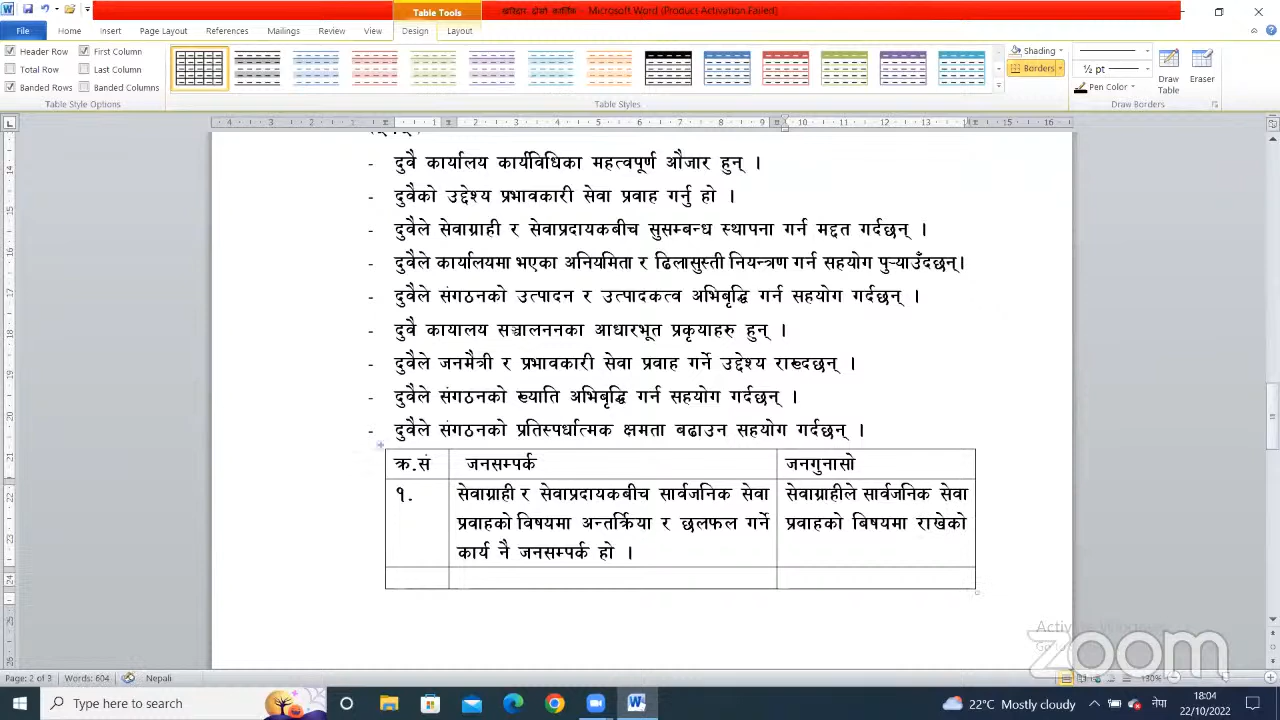 Table Tools
खरिदार दोस्रो कार्तिक - Microsoft Word (Product Activation Failed)
File Home Insert Page Layout References Mailings Review View Design Layout
Header Row First Column
Total Row Last Column
Banded Rows Banded Columns
Shading
Borders
½ pt
Pen Color
Draw Table
Eraser
Table Style Options Table Styles Draw Borders
- दुवै कार्यालय कार्यविधिका महत्वपूर्ण औजार हुन् ।
- दुवैको उद्देश्य प्रभावकारी सेवा प्रवाह गर्नु हो ।
- दुवैले सेवाग्राही र सेवाप्रदायकबीच सुसम्बन्ध स्थापना गर्न मद्दत गर्दछन् ।
- दुवैले कार्यालयमा भएका अनियमिता र ढिलासुस्ती नियन्त्रण गर्न सहयोग पुर्‍याउँदछन्।
- दुवैले संगठनको उत्पादन र उत्पादकत्व अभिबृद्धि गर्न सहयोग गर्दछन् ।
- दुवै कायालय सञ्चालननका आधारभूत प्रकृयाहरु हुन् ।
- दुवैले जनमैत्री र प्रभावकारी सेवा प्रवाह गर्ने उद्देश्य राख्दछन् ।
- दुवैले संगठनको ख्याति अभिबृद्धि गर्न सहयोग गर्दछन् ।
- दुवैले संगठनको प्रतिस्पर्धात्मक क्षमता बढाउन सहयोग गर्दछन् ।
क्र.सं जनसम्पर्क जनगुनासो
१. सेवाग्राही र सेवाप्रदायकबीच सार्वजनिक सेवा सेवाग्राहीले सार्वजनिक सेवा
प्रवाहको विषयमा अन्तर्क्रिया र छलफल गर्ने प्रवाहको बिषयमा राखेको
कार्य नै जनसम्पर्क हो ।
zoom
Page: 2 of 3 Words: 604 Nepali 130%
Type here to search
22°C Mostly cloudy
नेपा
18:04
22/10/2022